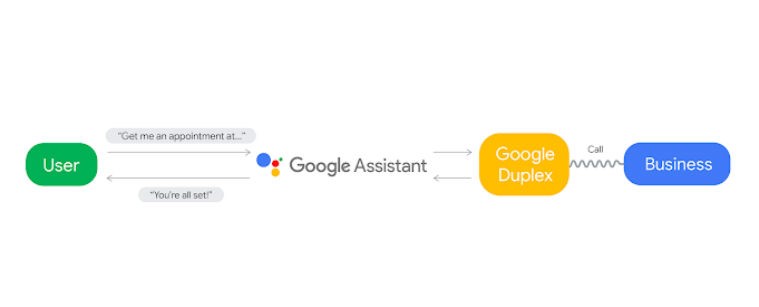 "Get me an appointment at..."
User
Google Assistant
"You're all set!"
Google
Duplex
Call
Business